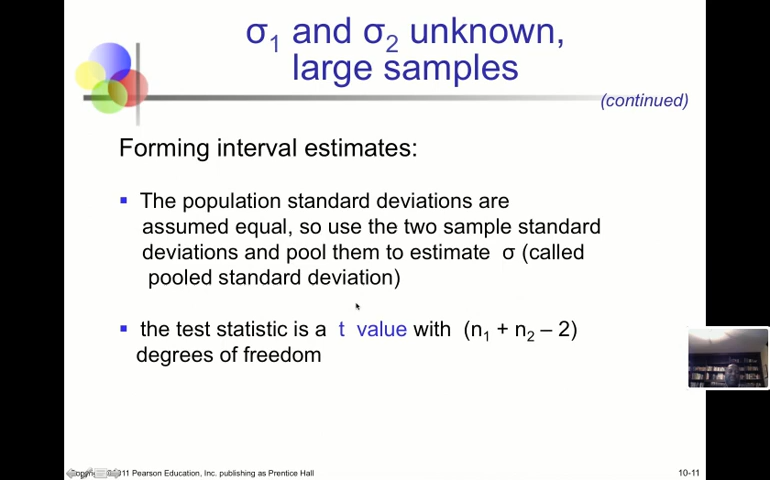 σ1 and σ2 unknown,
large samples
(continued)
Forming interval estimates:
▪ The population standard deviations are
assumed equal, so use the two sample standard
deviations and pool them to estimate σ (called
pooled standard deviation)
▪ the test statistic is a t value with (n1 + n2 – 2)
degrees of freedom
11 Pearson Education, Inc. publishing as Prentice Hall
10-11